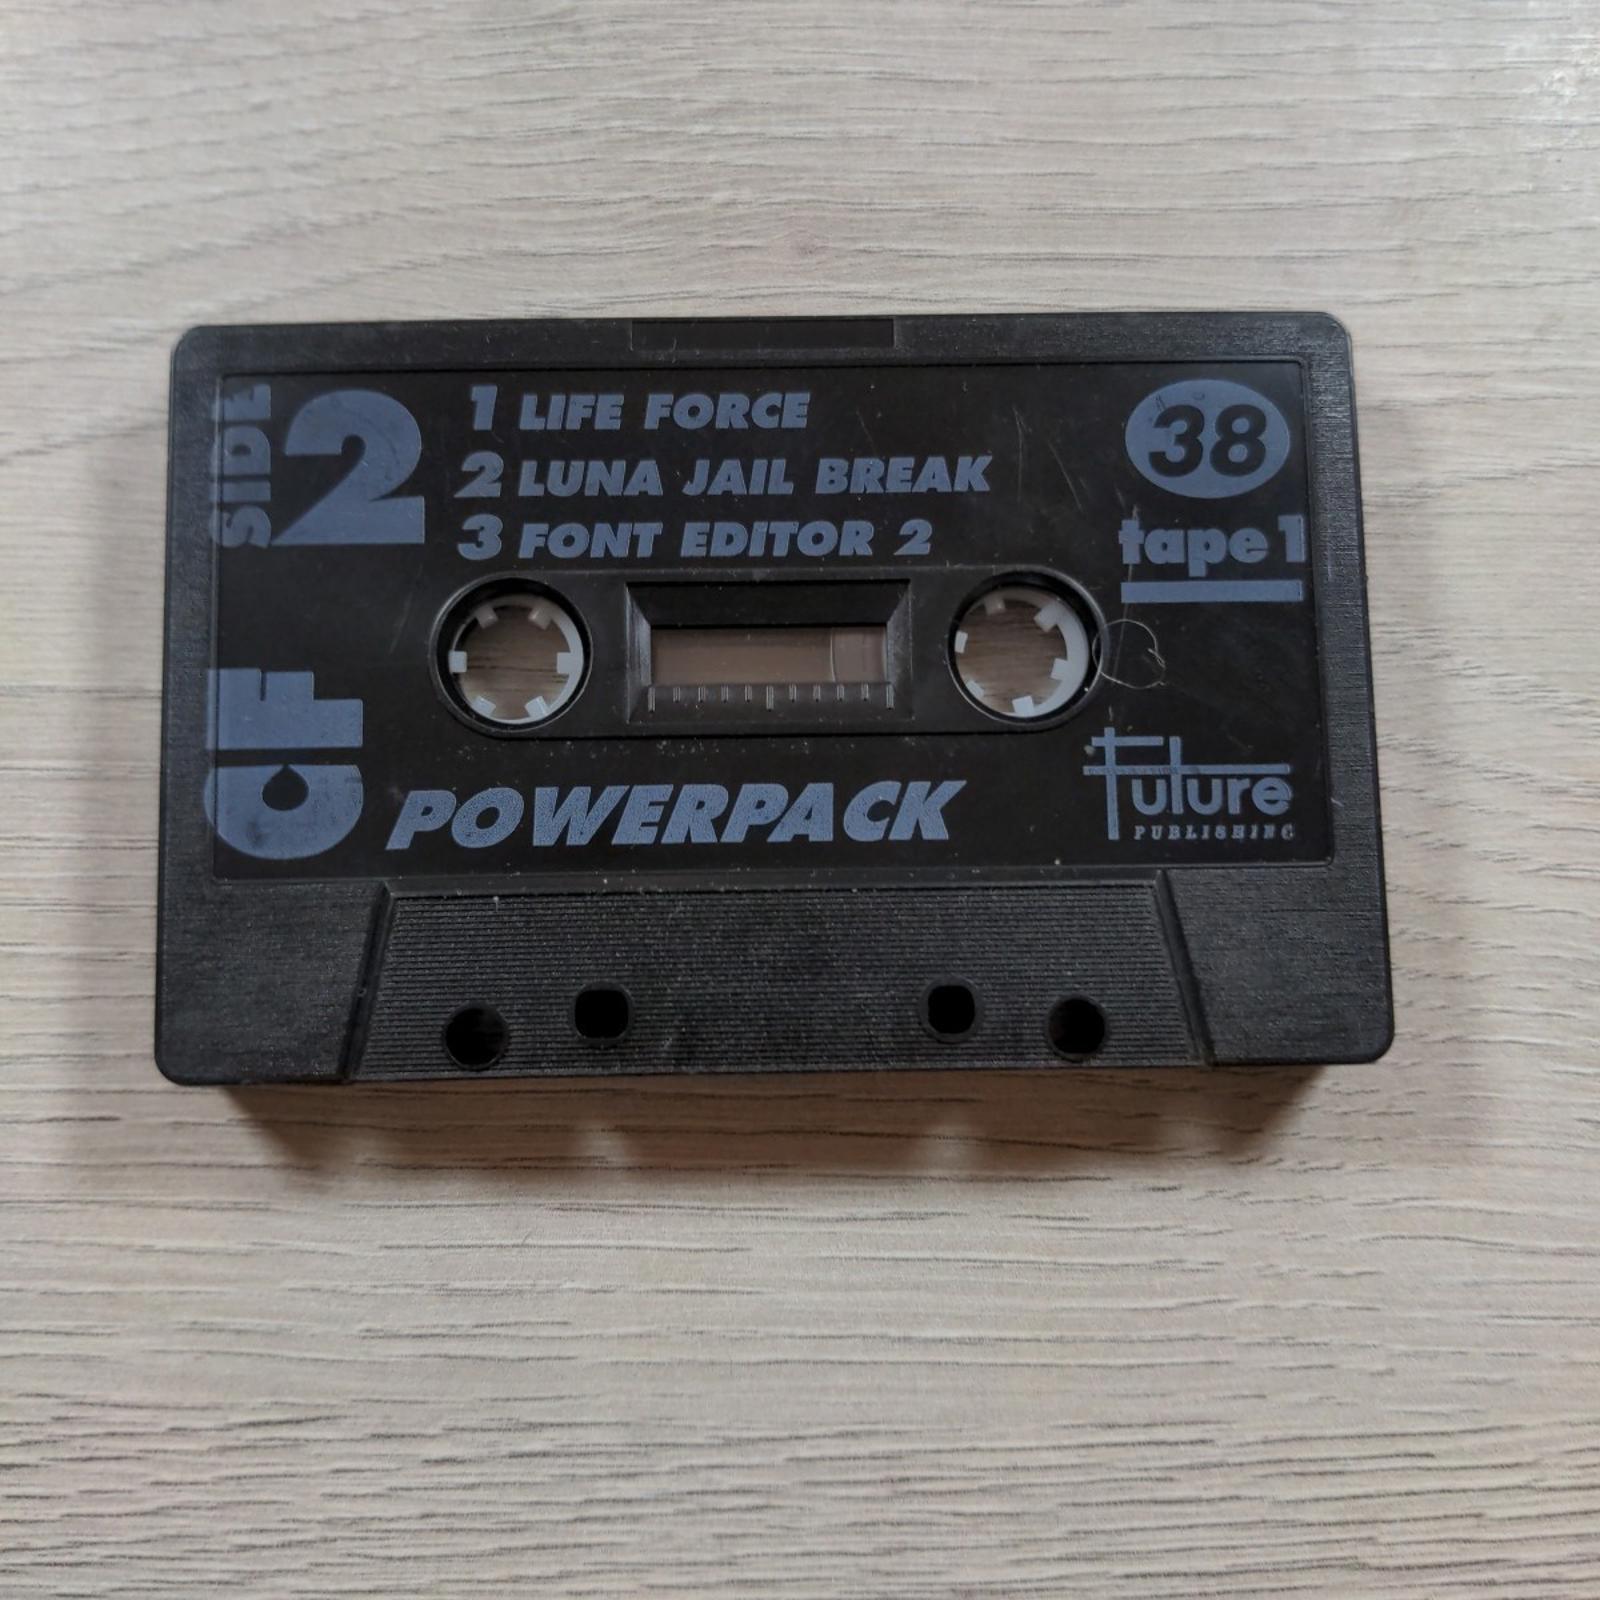 SIDE 2
1 LIFE FORCE
2 LUNA JAIL BREAK
3 FONT EDITOR 2
38
tape 1
CF
POWERPACK
Future
PUBLISHING